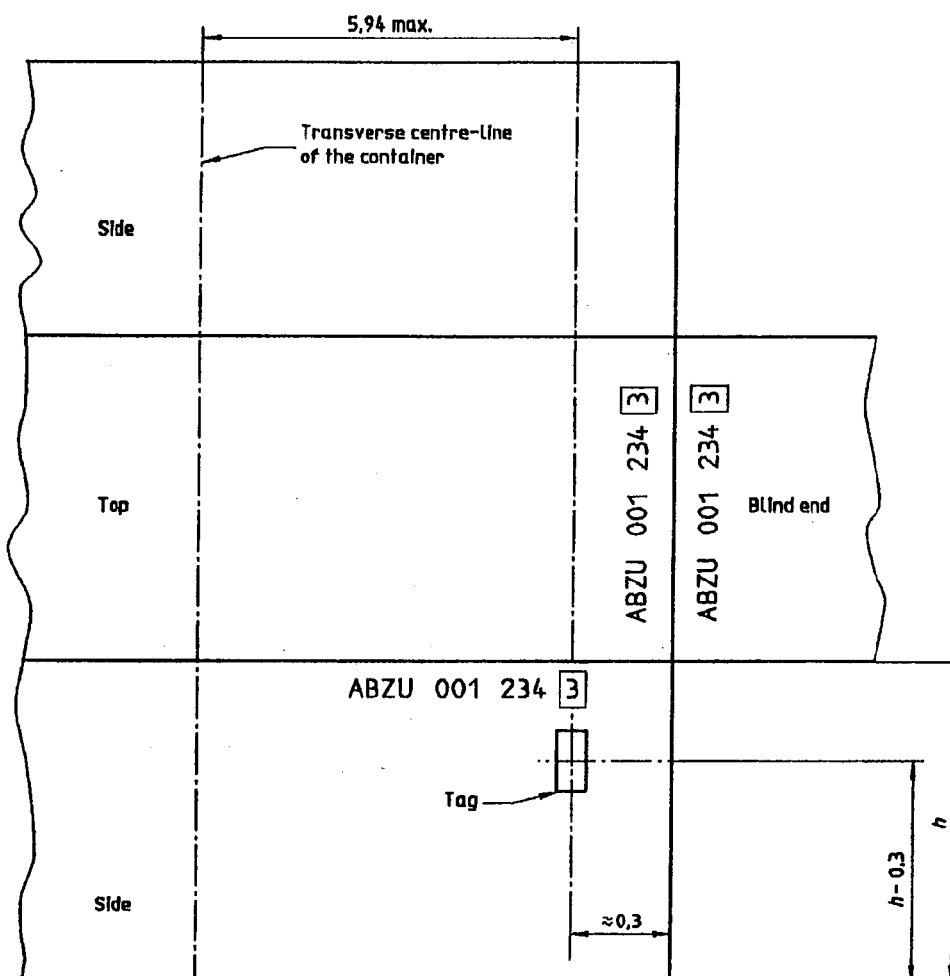 5,94 max.
Transverse centre-line
of the container
Side
Top
ABZU 001 234 3
ABZU 001 234 3
Blind end
ABZU 001 234 3
Tag
Side
≈0,3
h-0,3
h